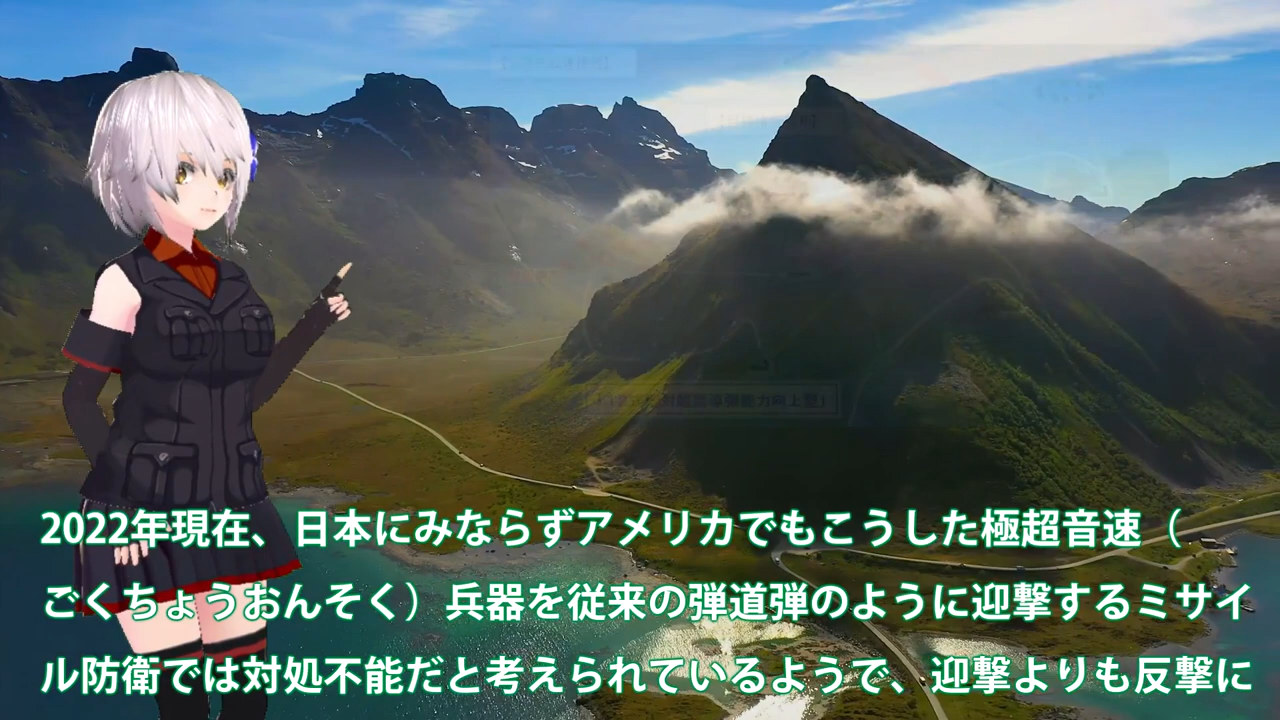 2022年現在、日本にみならずアメリカでもこうした極超音速（
ごくちょうおんそく）兵器を従来の弾道弾のように迎撃するミサイ
ル防衛では対処不能だと考えられているようで、迎撃よりも反撃に